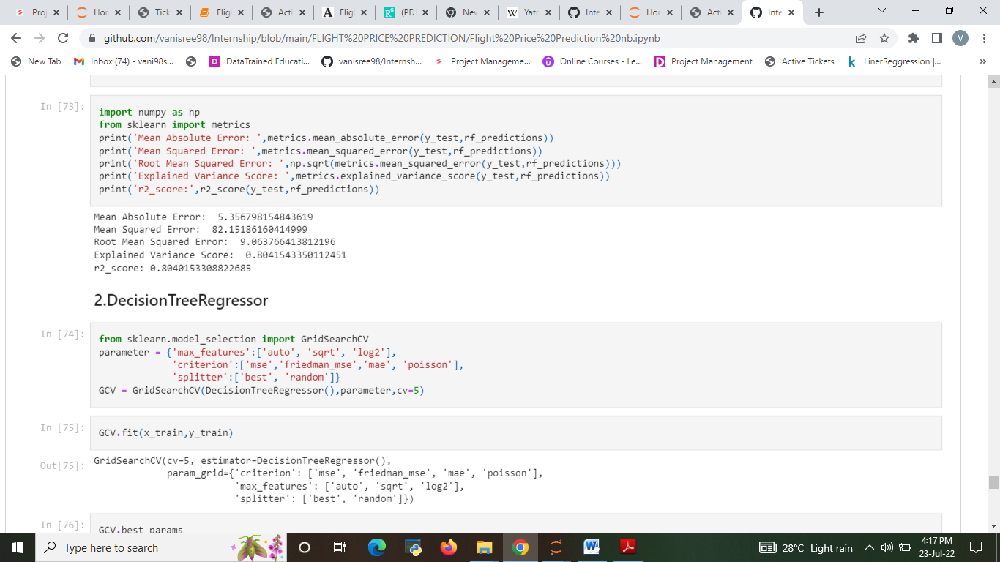 Proj
Hor
Tick
Fligh
Acti
Fligh
(PD
New
Yatr
Inte
Hor
Acti
Inte
github.com/vanisree98/Internship/blob/main/FLIGHT%20PRICE%20PREDICTION/Flight%20Price%20Prediction%20nb.ipynb
V
New Tab
Inbox (74) - vani98s...
DataTrained Educati...
vanisree98/Internsh...
Project Manageme...
Online Courses - Le...
Project Management
Active Tickets
LinerReggression |...
In [73]:
import numpy as np
from sklearn import metrics
print('Mean Absolute Error: ',metrics.mean_absolute_error(y_test,rf_predictions))
print('Mean Squared Error: ',metrics.mean_squared_error(y_test,rf_predictions))
print('Root Mean Squared Error: ',np.sqrt(metrics.mean_squared_error(y_test,rf_predictions)))
print('Explained Variance Score: ',metrics.explained_variance_score(y_test,rf_predictions))
print('r2_score:',r2_score(y_test,rf_predictions))
Mean Absolute Error:  5.356798154843619
Mean Squared Error:  82.15186160414999
Root Mean Squared Error:  9.063766413812196
Explained Variance Score:  0.8041543350112451
r2_score: 0.8040153308822685
2.DecisionTreeRegressor
In [74]:
from sklearn.model_selection import GridSearchCV
parameter = {'max_features':['auto', 'sqrt', 'log2'],
'criterion':['mse','friedman_mse','mae', 'poisson'],
'splitter':['best', 'random']}
GCV = GridSearchCV(DecisionTreeRegressor(),parameter,cv=5)
In [75]:
GCV.fit(x_train,y_train)
Out[75]:
GridSearchCV(cv=5, estimator=DecisionTreeRegressor(),
param_grid={'criterion': ['mse', 'friedman_mse', 'mae', 'poisson'],
'max_features': ['auto', 'sqrt', 'log2'],
'splitter': ['best', 'random']})
In [76]:
GCV.best_params_
Type here to search
28°C Light rain
4:17 PM
23-Jul-22